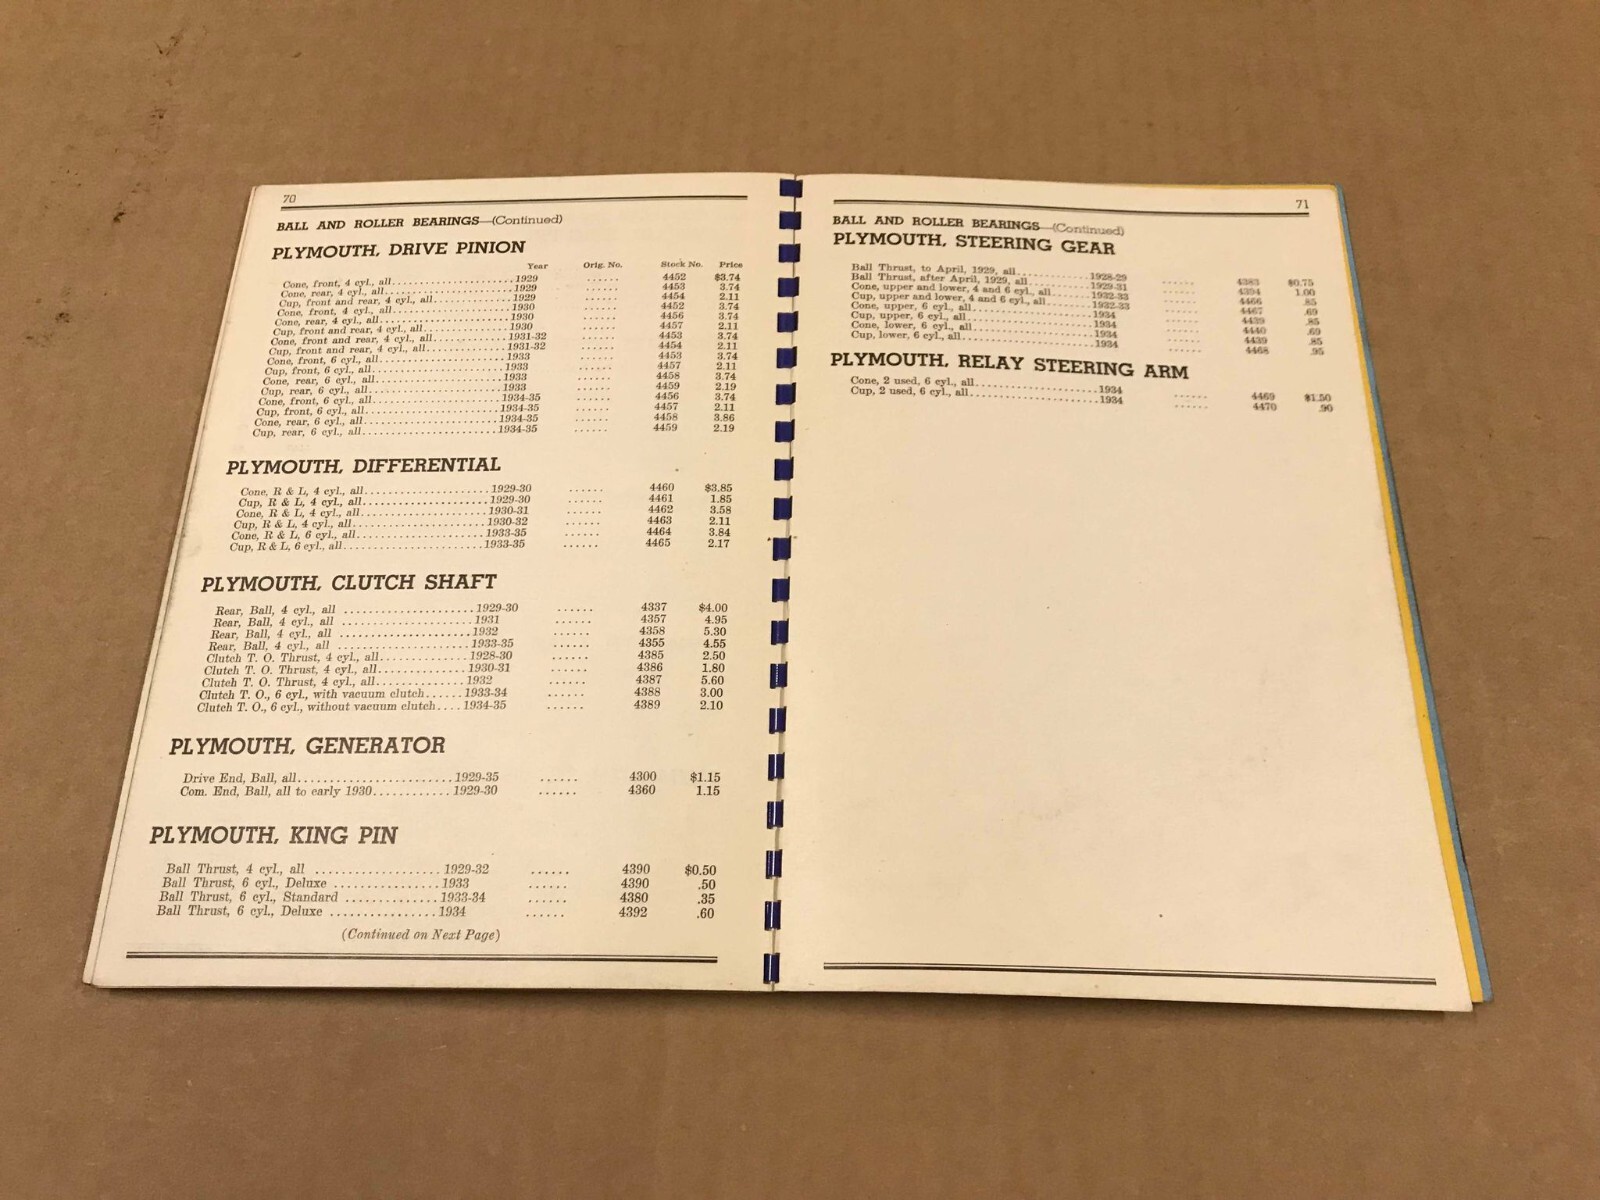 70
BALL AND ROLLER BEARINGS—(Continued)
PLYMOUTH, DRIVE PINION
Year Orig. No. Stock No. Price
Cone, front, 4 cyl., all..........1929 ...... 4452 $3.74
Cone, rear, 4 cyl., all..........1929 ...... 4453 3.74
Cup, front and rear, 4 cyl., all..........1929 ...... 4454 2.11
Cone, front, 4 cyl., all..........1930 ...... 4452 3.74
Cone, rear, 4 cyl., all..........1930 ...... 4456 3.74
Cup, front and rear, 4 cyl., all..........1930 ...... 4457 2.11
Cone, front and rear, 4 cyl., all..........1931-32 ...... 4453 3.74
Cup, front and rear, 4 cyl., all..........1931-32 ...... 4454 2.11
Cone, front, 6 cyl., all..........1933 ...... 4453 3.74
Cup, front, 6 cyl., all..........1933 ...... 4457 2.11
Cone, rear, 6 cyl., all..........1933 ...... 4458 3.74
Cup, rear, 6 cyl., all..........1933 ...... 4459 2.19
Cone, front, 6 cyl., all..........1934-35 ...... 4456 3.74
Cup, front, 6 cyl., all..........1934-35 ...... 4457 2.11
Cone, rear, 6 cyl., all..........1934-35 ...... 4458 3.86
Cup, rear, 6 cyl., all..........1934-35 ...... 4459 2.19
PLYMOUTH, DIFFERENTIAL
Cone, R & L, 4 cyl., all..........1929-30 ...... 4460 $3.85
Cup, R & L, 4 cyl., all..........1929-30 ...... 4461 1.85
Cone, R & L, 4 cyl., all..........1930-31 ...... 4462 3.58
Cup, R & L, 4 cyl., all..........1930-32 ...... 4463 2.11
Cone, R & L, 6 cyl., all..........1933-35 ...... 4464 3.84
Cup, R & L, 6 cyl., all..........1933-35 ...... 4465 2.17
PLYMOUTH, CLUTCH SHAFT
Rear, Ball, 4 cyl., all ..........1929-30 ...... 4337 $4.00
Rear, Ball, 4 cyl., all ..........1931 ...... 4357 4.95
Rear, Ball, 4 cyl., all ..........1932 ...... 4358 5.30
Rear, Ball, 4 cyl., all ..........1933-35 ...... 4355 4.55
Clutch T. O. Thrust, 4 cyl., all..........1928-30 ...... 4385 2.50
Clutch T. O. Thrust, 4 cyl., all..........1930-31 ...... 4386 1.80
Clutch T. O. Thrust, 4 cyl., all..........1932 ...... 4387 5.60
Clutch T. O., 6 cyl., with vacuum clutch......1933-34 ...... 4388 3.00
Clutch T. O., 6 cyl., without vacuum clutch....1934-35 ...... 4389 2.10
PLYMOUTH, GENERATOR
Drive End, Ball, all..........1929-35 ...... 4300 $1.15
Com. End, Ball, all to early 1930............1929-30 ...... 4360 1.15
PLYMOUTH, KING PIN
Ball Thrust, 4 cyl., all ..........1929-32 ...... 4390 $0.50
Ball Thrust, 6 cyl., Deluxe ..........1933 ...... 4390 .50
Ball Thrust, 6 cyl., Standard ..........1933-34 ...... 4380 .35
Ball Thrust, 6 cyl., Deluxe ..........1934 ...... 4392 .60
(Continued on Next Page)
71
BALL AND ROLLER BEARINGS—(Continued)
PLYMOUTH, STEERING GEAR
Ball Thrust, to April, 1929, all..........1928-29 ...... 4383 $0.75
Ball Thrust, after April, 1929, all..........1929-31 ...... 4394 1.00
Cone, upper and lower, 4 and 6 cyl., all..........1932-33 ...... 4466 .85
Cup, upper and lower, 4 and 6 cyl., all..........1932-33 ...... 4467 .69
Cone, upper, 6 cyl., all..........1934 ...... 4439 .85
Cup, upper, 6 cyl., all..........1934 ...... 4440 .69
Cone, lower, 6 cyl., all..........1934 ...... 4439 .85
Cup, lower, 6 cyl., all..........1934 ...... 4468 .95
PLYMOUTH, RELAY STEERING ARM
Cone, 2 used, 6 cyl., all..........1934 ...... 4469 $1.50
Cup, 2 used, 6 cyl., all..........1934 ...... 4470 .90